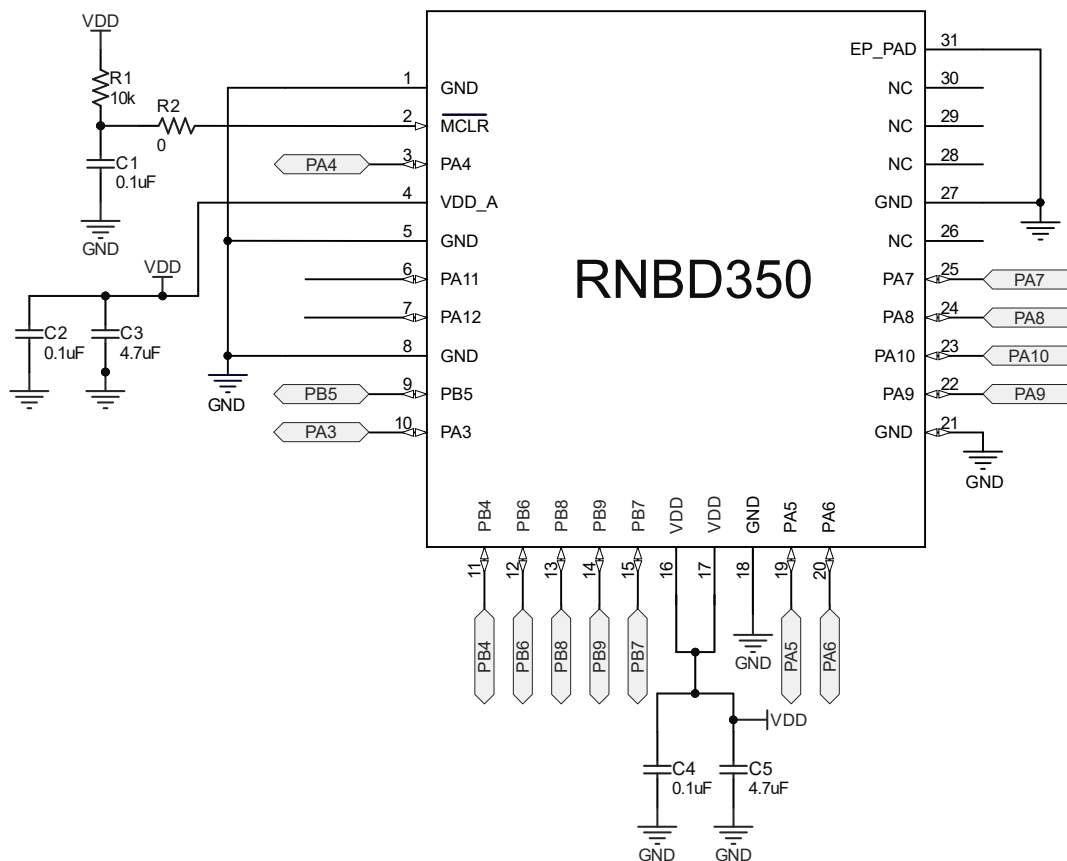 VDD
R1
10k
R2
0
C1
0.1uF
GND
VDD
C2
0.1uF
C3
4.7uF
GND
RNBD350
1 GND
2 MCLR
PA4 3 PA4
4 VDD_A
5 GND
6 PA11
7 PA12
8 GND
PB5 9 PB5
PA3 10 PA3
EP_PAD 31
NC 30
NC 29
NC 28
GND 27
NC 26
PA7 25 PA7
PA8 24 PA8
PA10 23 PA10
PA9 22 PA9
GND 21
GND
PB4 11 PB4
PB6 12 PB6
PB8 13 PB8
PB9 14 PB9
PB7 15 PB7
VDD 16
VDD 17
GND 18
GND
PA5 19 PA5
PA6 20 PA6
VDD
C4
0.1uF
C5
4.7uF
GND
GND